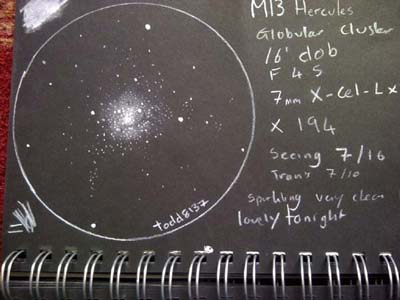 M13 Hercules
Globular Cluster
16" dob
F 4 5
7mm X-Cel-Lx
X 194
Seeing 7/10
Trans 7/10
Sparkling very clear
lovely tonight
todd8137